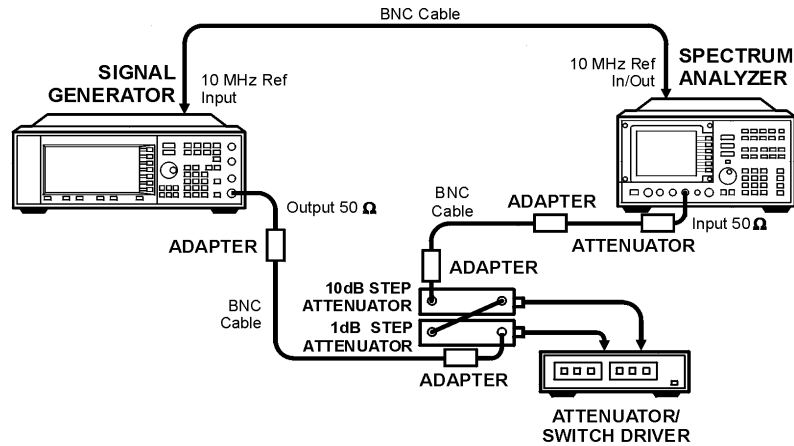 BNC Cable
SIGNAL
GENERATOR
10 MHz Ref
Input
10 MHz Ref
In/Out
SPECTRUM
ANALYZER
Output 50 Ω
ADAPTER
BNC
Cable
ADAPTER
ATTENUATOR
Input 50 Ω
ADAPTER
10dB STEP
ATTENUATOR
1dB STEP
ATTENUATOR
BNC
Cable
ADAPTER
ATTENUATOR/
SWITCH DRIVER